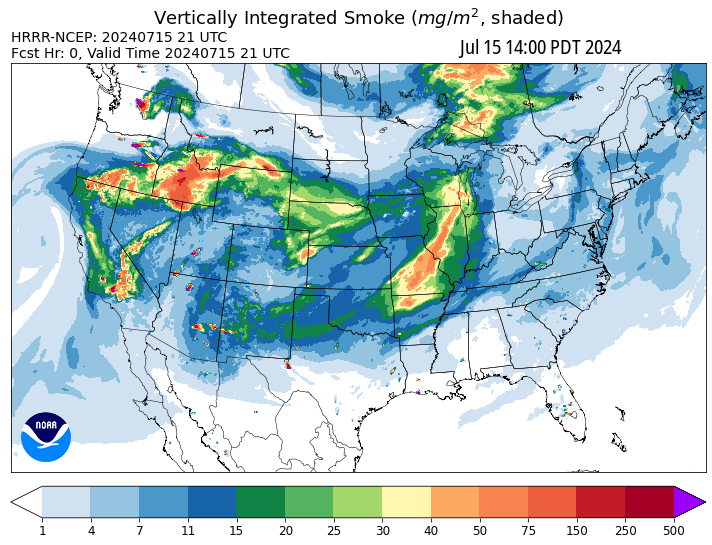 Vertically Integrated Smoke (mg/m², shaded)
HRRR-NCEP: 20240715 21 UTC
Fcst Hr: 0, Valid Time 20240715 21 UTC
Jul 15 14:00 PDT 2024
NOAA
1 4 7 11 15 20 25 30 40 50 75 150 250 500